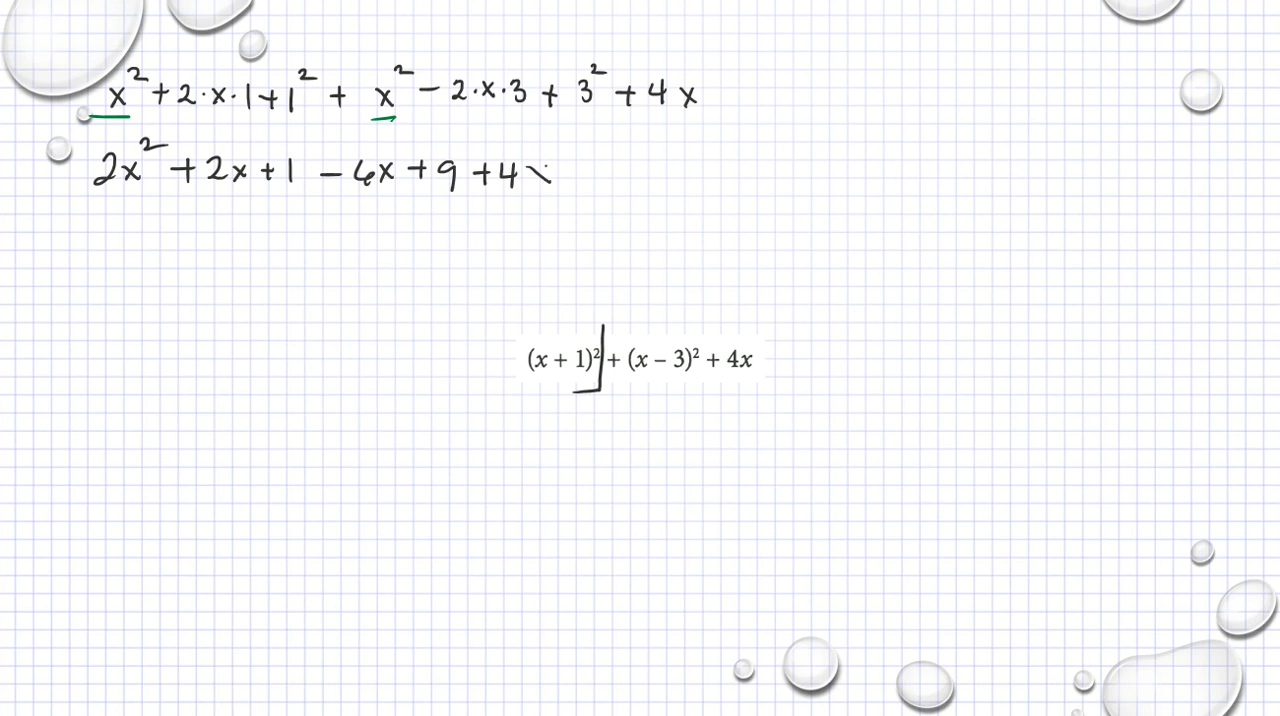 x² + 2·x·1 + 1² + x² − 2·x·3 + 3² + 4x
2x² + 2x + 1 − 6x + 9 + 4
(x + 1)² + (x − 3)² + 4x